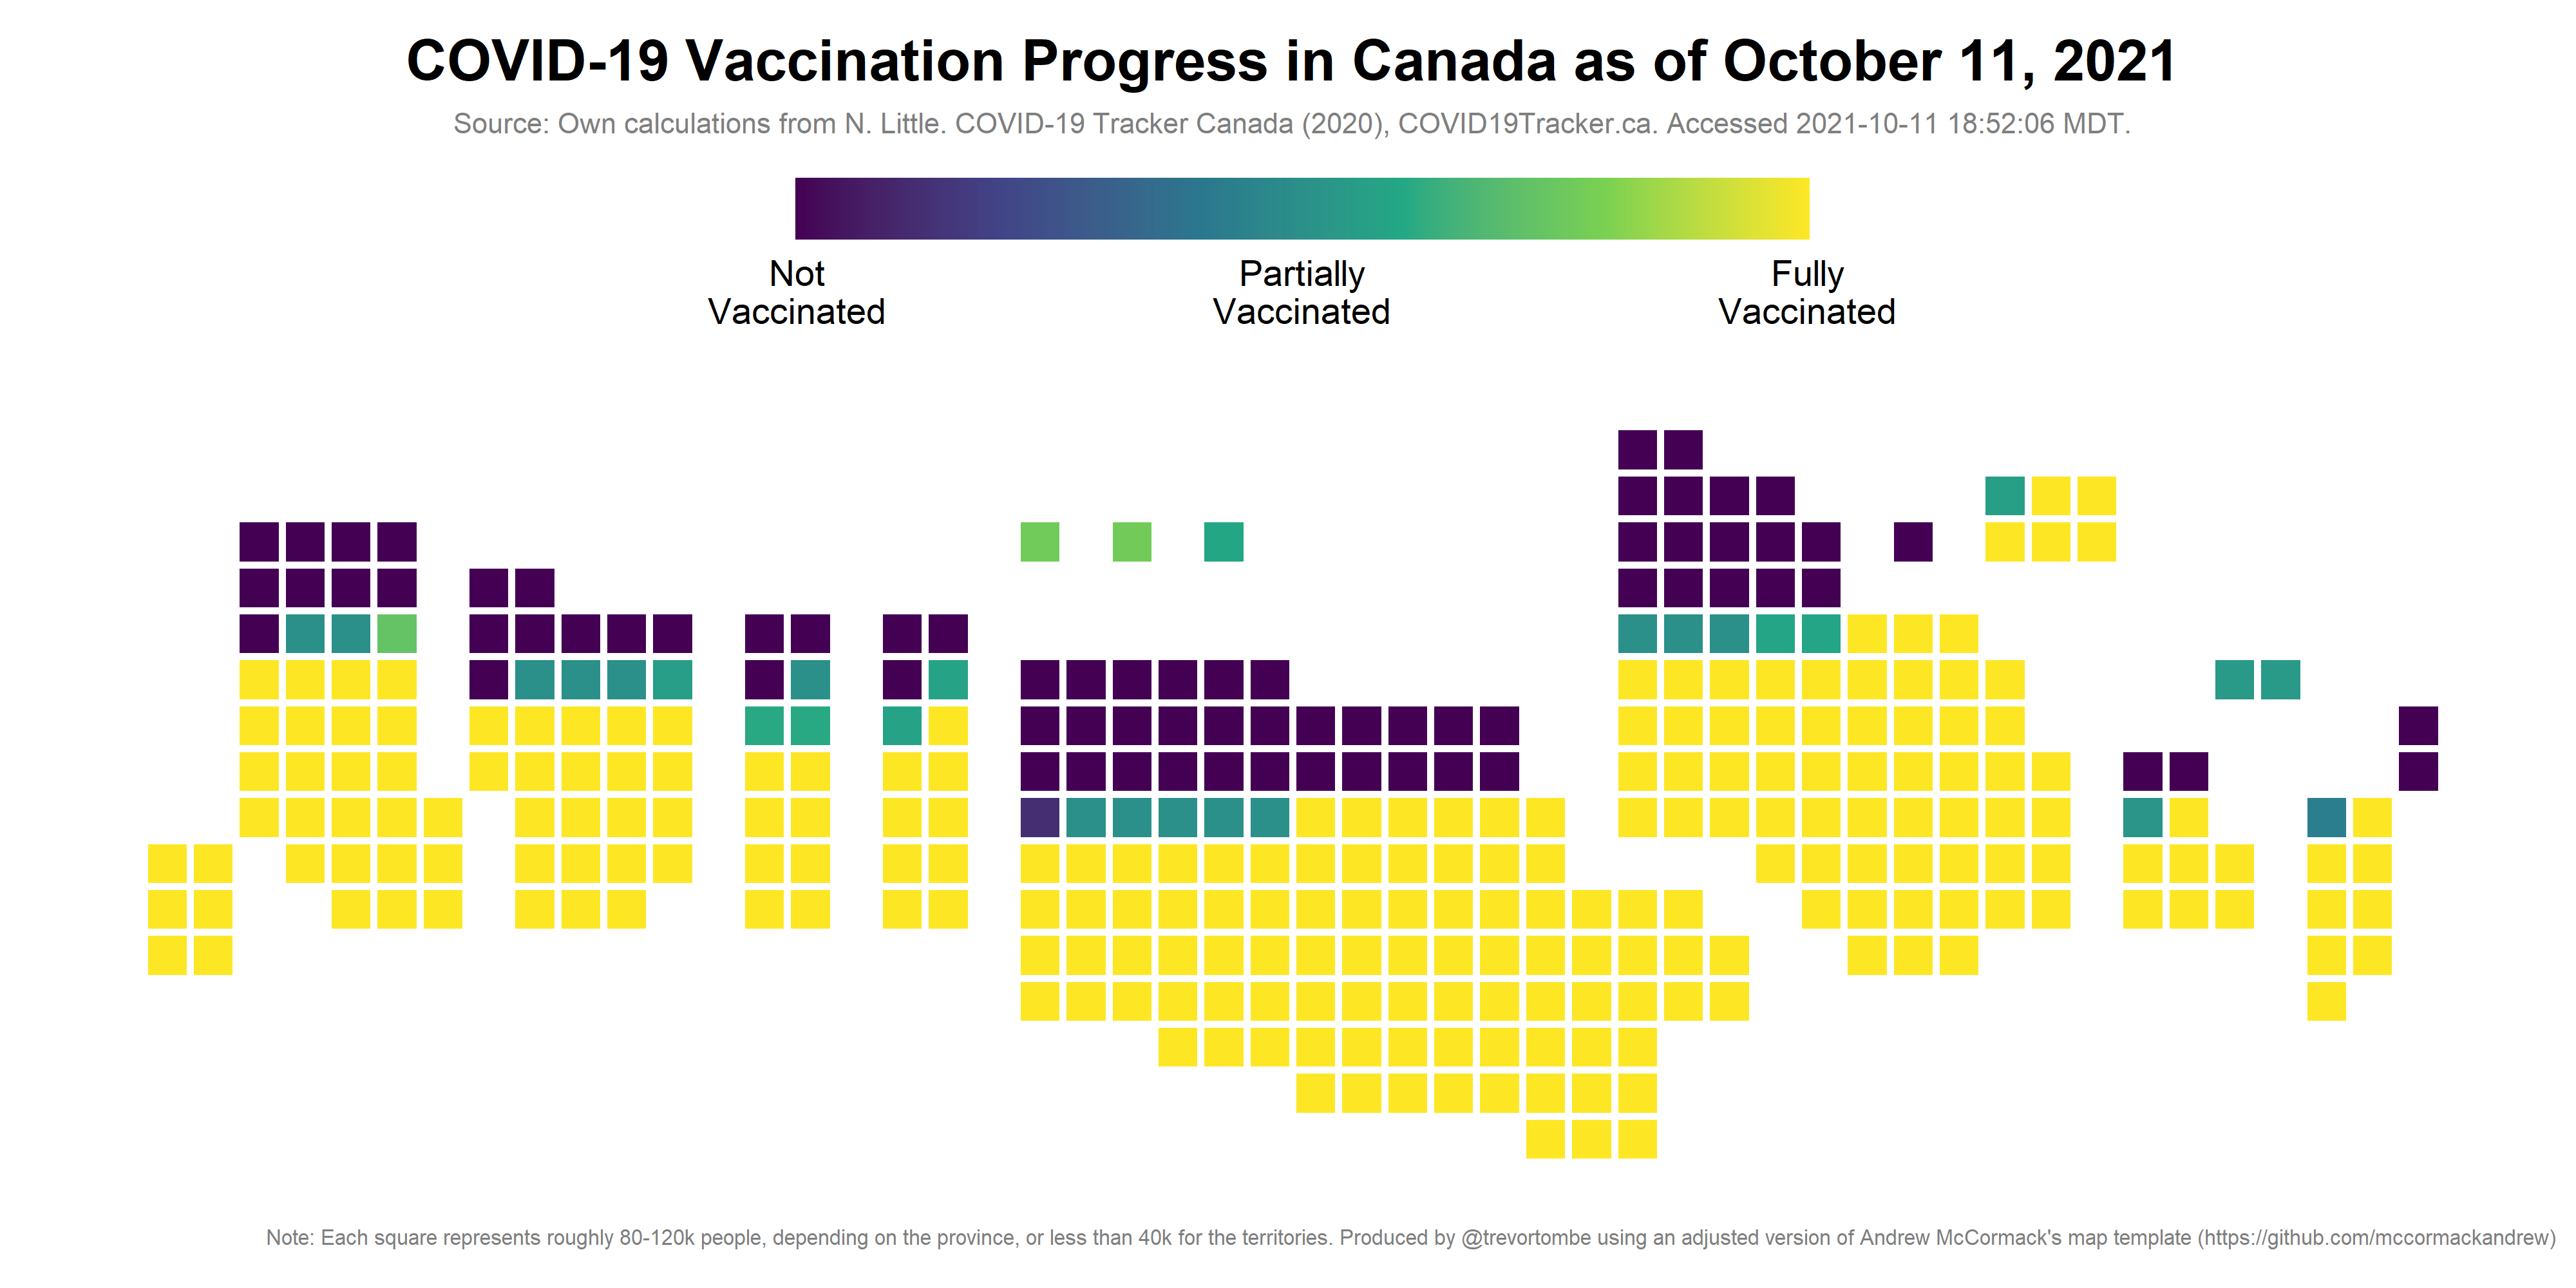 COVID-19 Vaccination Progress in Canada as of October 11, 2021
Source: Own calculations from N. Little. COVID-19 Tracker Canada (2020), COVID19Tracker.ca. Accessed 2021-10-11 18:52:06 MDT.
Not
Vaccinated
Partially
Vaccinated
Fully
Vaccinated
Note: Each square represents roughly 80-120k people, depending on the province, or less than 40k for the territories. Produced by @trevortombe using an adjusted version of Andrew McCormack's map template (https://github.com/mccormackandrew)